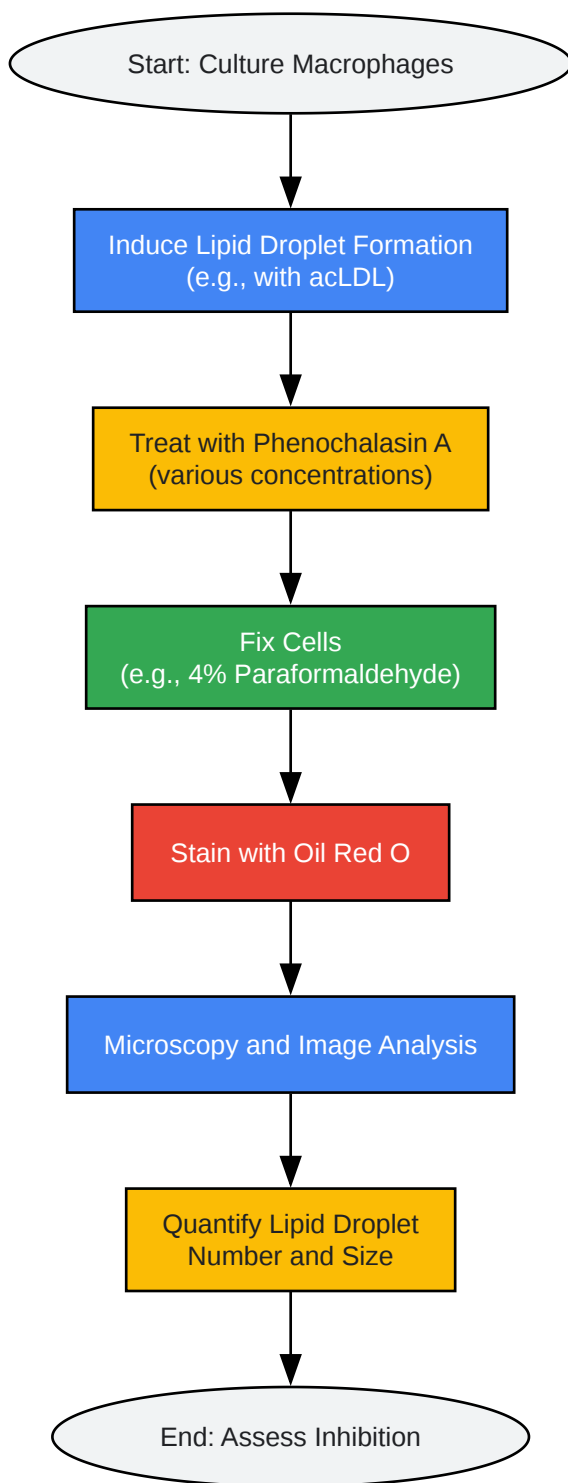 Start: Culture Macrophages
Induce Lipid Droplet Formation
(e.g., with acLDL)
Treat with Phenochalasin A
(various concentrations)
Fix Cells
(e.g., 4% Paraformaldehyde)
Stain with Oil Red O
Microscopy and Image Analysis
Quantify Lipid Droplet
Number and Size
End: Assess Inhibition